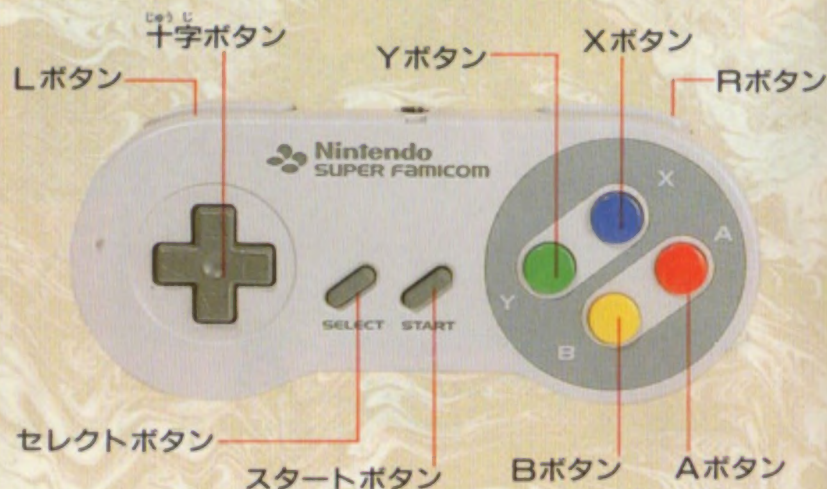 じゅう じ
十字ボタン
Lボタン
Yボタン
Xボタン
Rボタン
Nintendo
SUPER FAMICOM
X
A
Y
B
SELECT START
セレクトボタン
スタートボタン
Bボタン
Aボタン